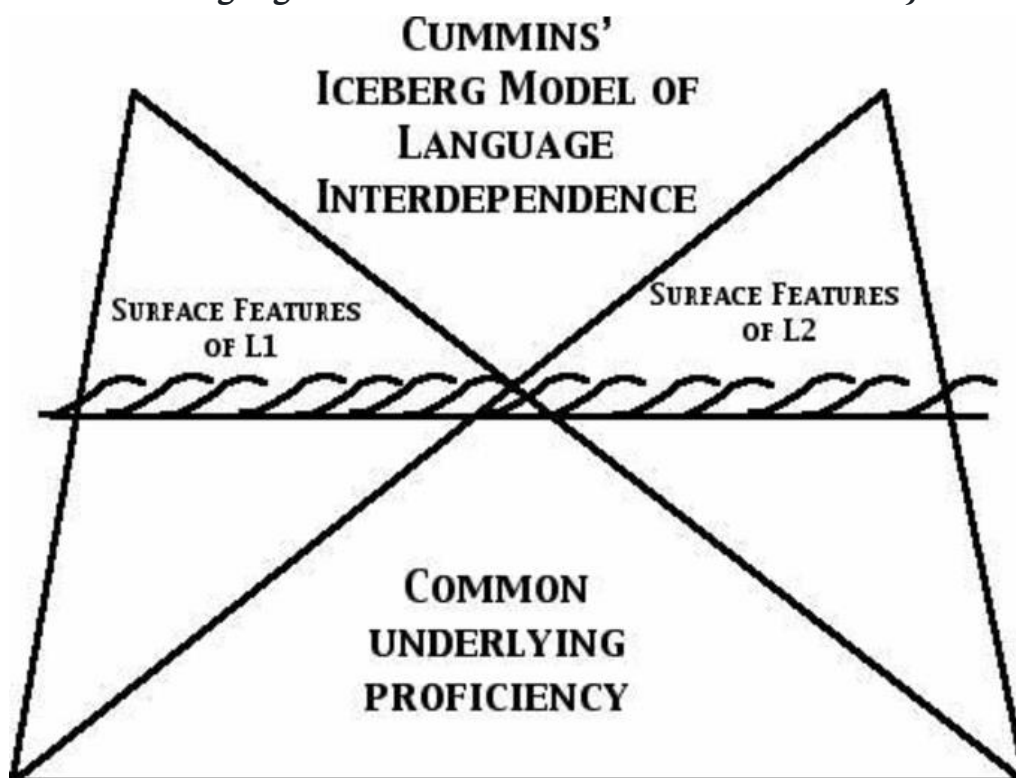 CUMMINS'
ICEBERG MODEL OF
LANGUAGE
INTERDEPENDENCE
SURFACE FEATURES
OF L1
SURFACE FEATURES
OF L2
COMMON
UNDERLYING
PROFICIENCY